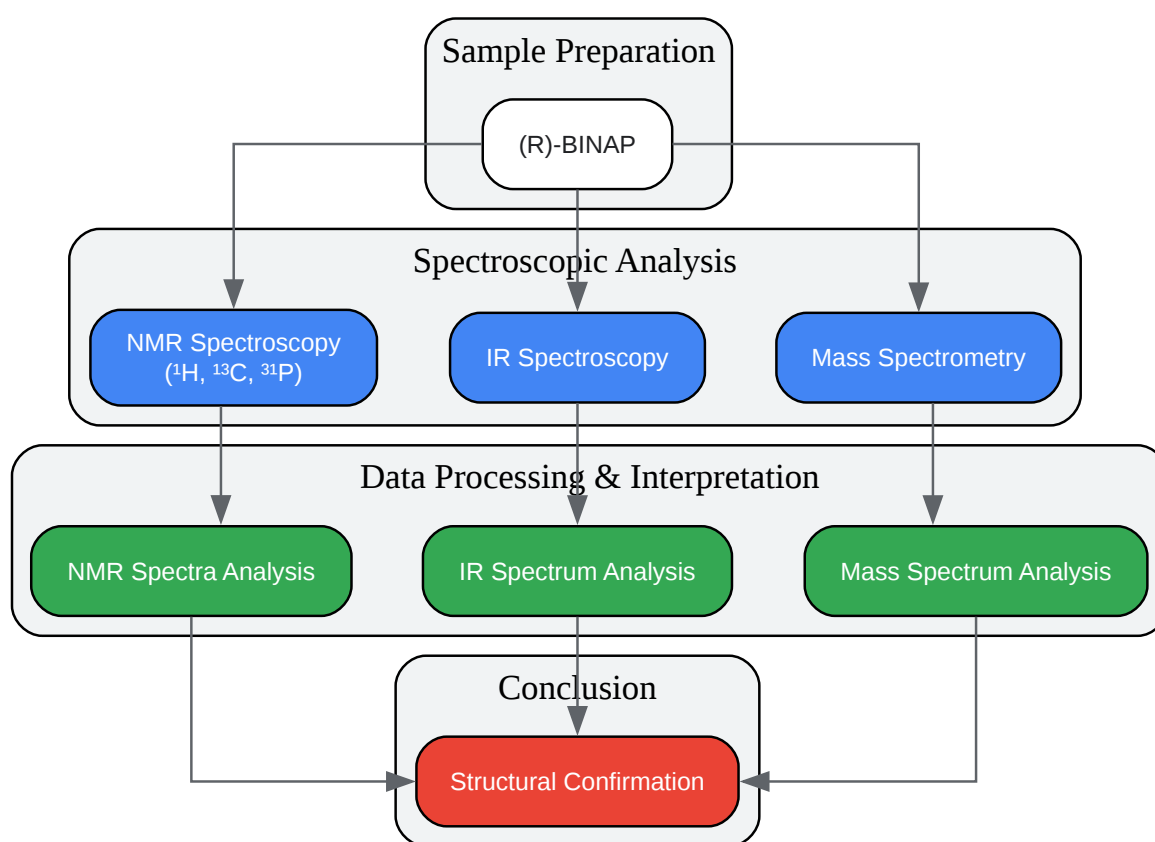 Sample Preparation
(R)-BINAP
Spectroscopic Analysis
NMR Spectroscopy
(¹H, ¹³C, ³¹P)
IR Spectroscopy
Mass Spectrometry
Data Processing & Interpretation
NMR Spectra Analysis
IR Spectrum Analysis
Mass Spectrum Analysis
Conclusion
Structural Confirmation